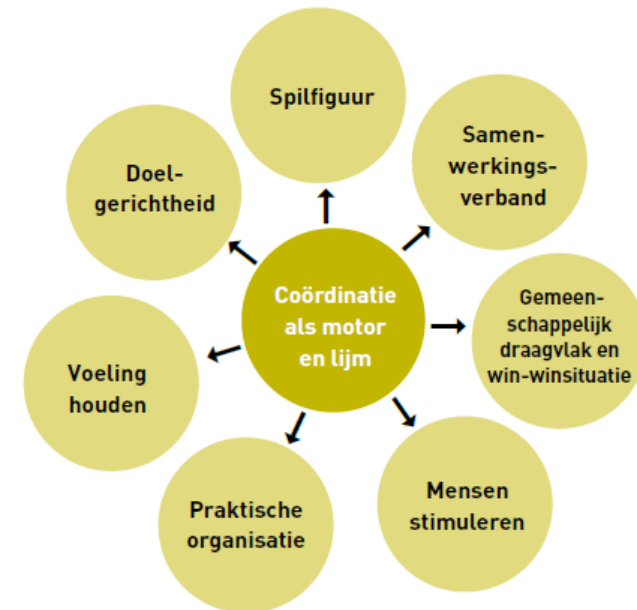 Spilfiguur
Samen-
werkings-
verband
Gemeen-
schappelijk
draagvlak en
win-winsituatie
Mensen
stimuleren
Praktische
organisatie
Voeling
houden
Doel-
gerichtheid
Coördinatie
als motor
en lijm